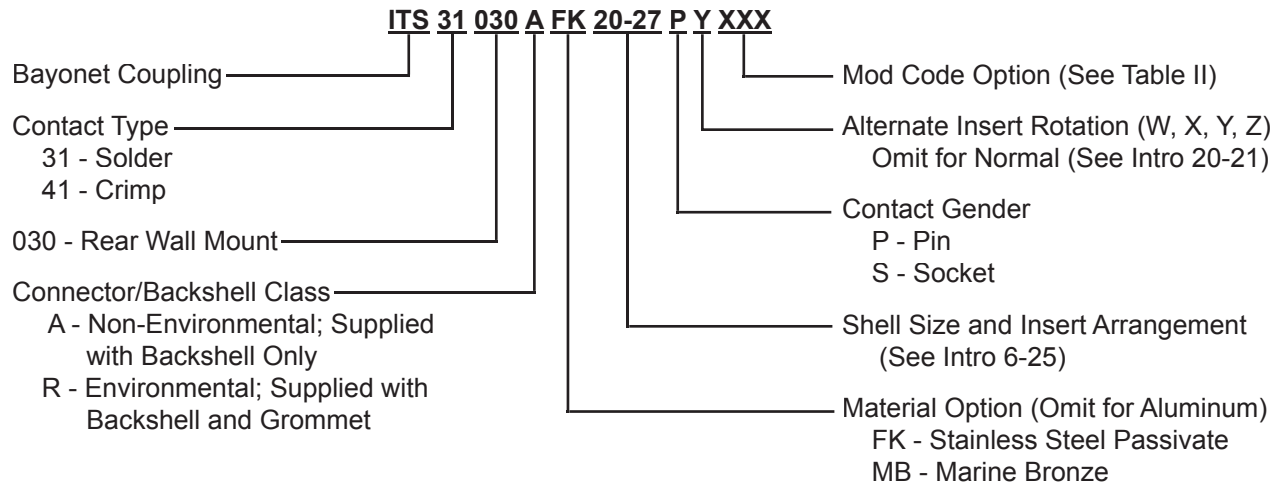 ITS 31 030 A FK 20-27 P Y XXX
Bayonet Coupling
Contact Type
31 - Solder
41 - Crimp
030 - Rear Wall Mount
Connector/Backshell Class
A - Non-Environmental; Supplied
with Backshell Only
R - Environmental; Supplied with
Backshell and Grommet
Mod Code Option (See Table II)
Alternate Insert Rotation (W, X, Y, Z)
Omit for Normal (See Intro 20-21)
Contact Gender
P - Pin
S - Socket
Shell Size and Insert Arrangement
(See Intro 6-25)
Material Option (Omit for Aluminum)
FK - Stainless Steel Passivate
MB - Marine Bronze